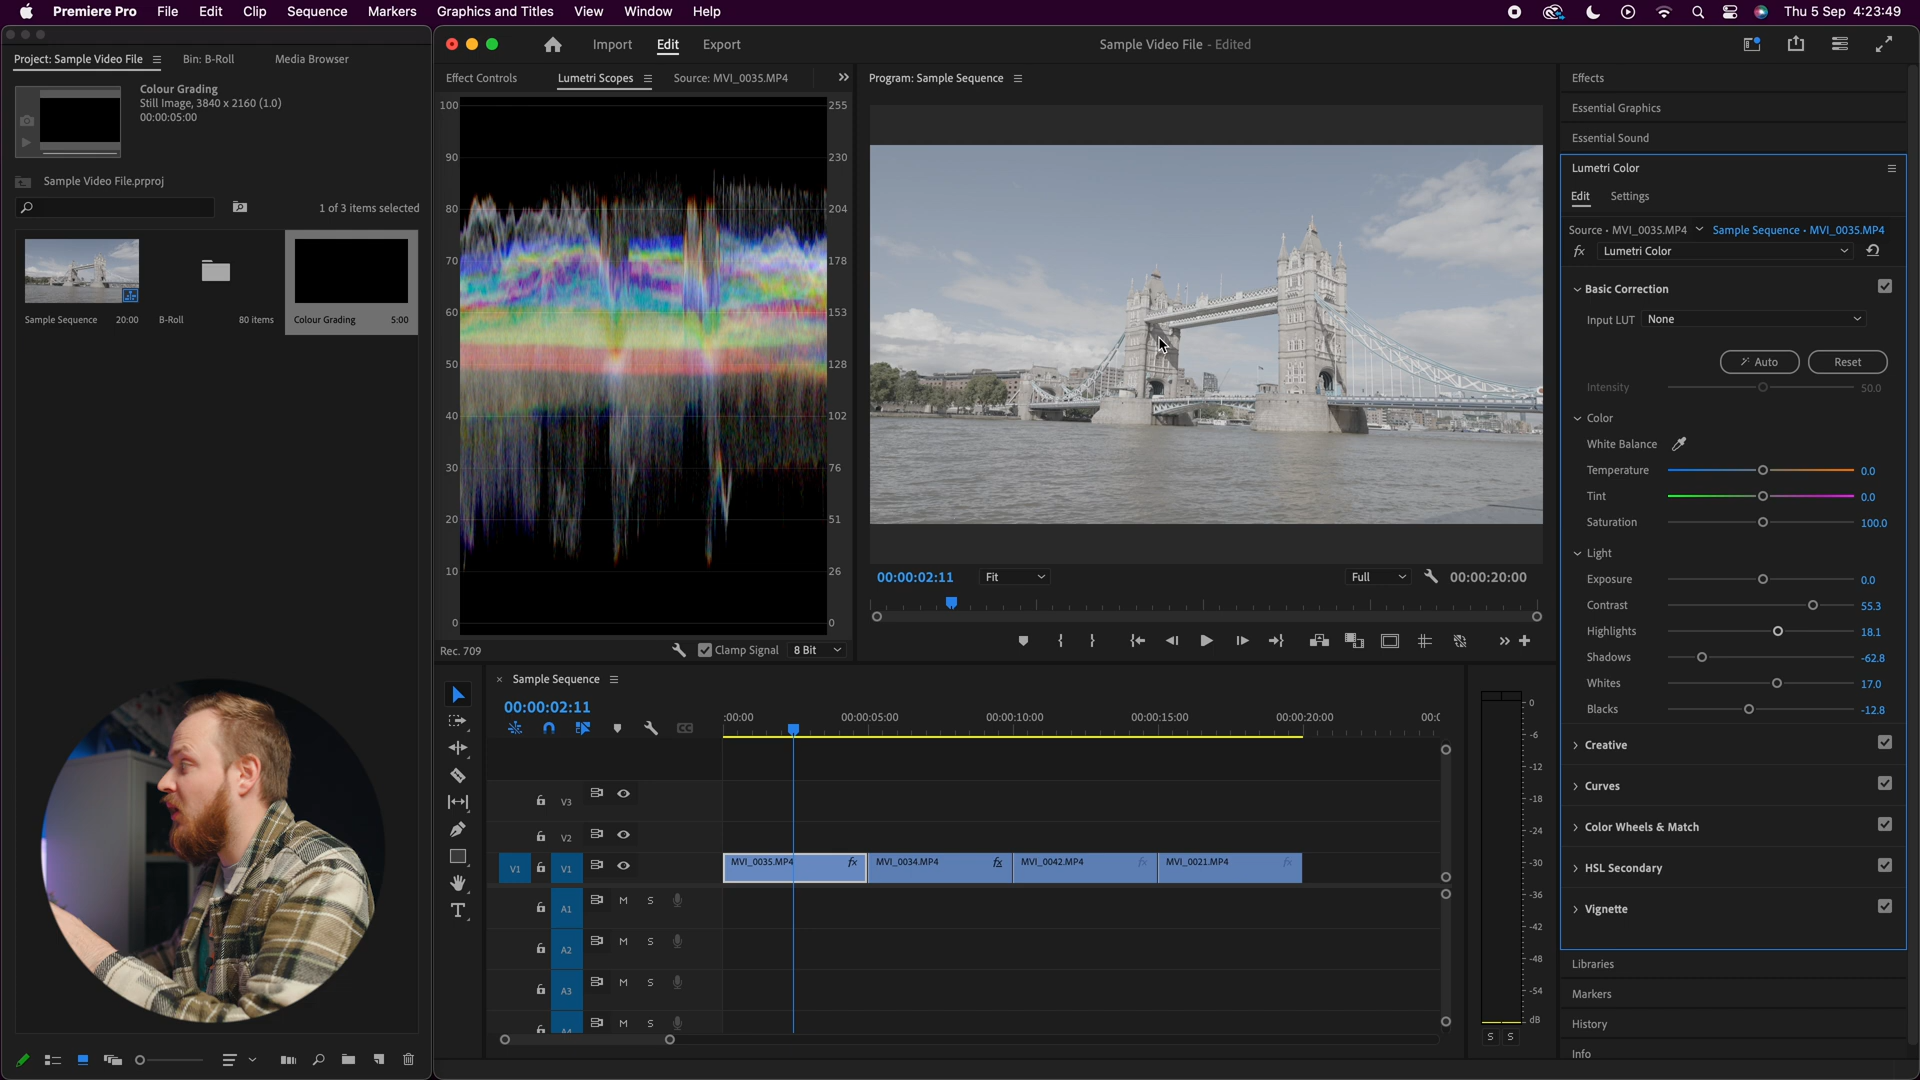 Premiere Pro File Edit Clip Sequence Markers Graphics and Titles View Window Help Thu 5 Sep 4:23:49
Project: Sample Video File Bin: B-Roll Media Browser
Colour Grading
Still Image, 3840 x 2160 (1.0)
00:00:05:00
Sample Video File.prproj
1 of 3 items selected
Sample Sequence 20:00 B-Roll 80 items Colour Grading 5:00
Import Edit Export Sample Video File - Edited
Effect Controls Lumetri Scopes Source: MVI_0035.MP4
100 255
90 230
80 204
70 178
60 153
50 128
40 102
30 76
20 51
10 26
0 0
Rec. 709 Clamp Signal 8 Bit
Program: Sample Sequence
00:00:02:11 Fit Full 00:00:20:00
Sample Sequence
00:00:02:11
:00:00 00:00:05:00 00:00:10:00 00:00:15:00 00:00:20:00 00:(
V3
V2
V1 V1 MVI_0035.MP4 fx MVI_0034.MP4 fx MVI_0042.MP4 fx MVI_0021.MP4 fx
A1 M S
A2 M S
A3 M S
A4 M S
0
-6
-12
-18
-24
-30
-36
-42
-48
-54
dB
S S
Effects
Essential Graphics
Essential Sound
Lumetri Color
Edit Settings
Source • MVI_0035.MP4 Sample Sequence • MVI_0035.MP4
fx Lumetri Color
Basic Correction
Input LUT None
Auto Reset
Intensity 50.0
Color
White Balance
Temperature 0.0
Tint 0.0
Saturation 100.0
Light
Exposure 0.0
Contrast 55.3
Highlights 18.1
Shadows -62.8
Whites 17.0
Blacks -12.8
Creative
Curves
Color Wheels & Match
HSL Secondary
Vignette
Libraries
Markers
History
Info